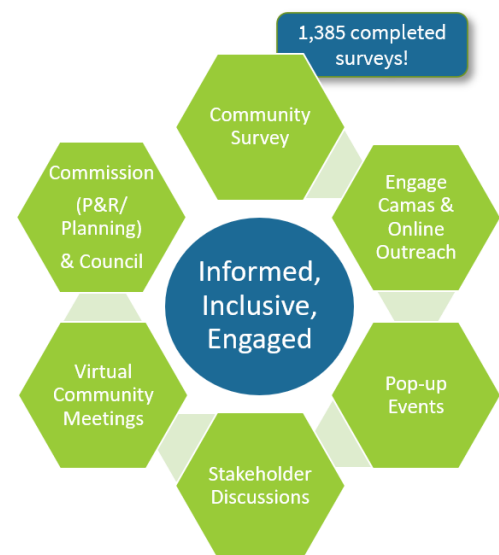 1,385 completed
surveys!
Community
Survey
Engage
Camas &
Online
Outreach
Pop-up
Events
Stakeholder
Discussions
Virtual
Community
Meetings
Commission
(P&R/
Planning)
& Council
Informed,
Inclusive,
Engaged